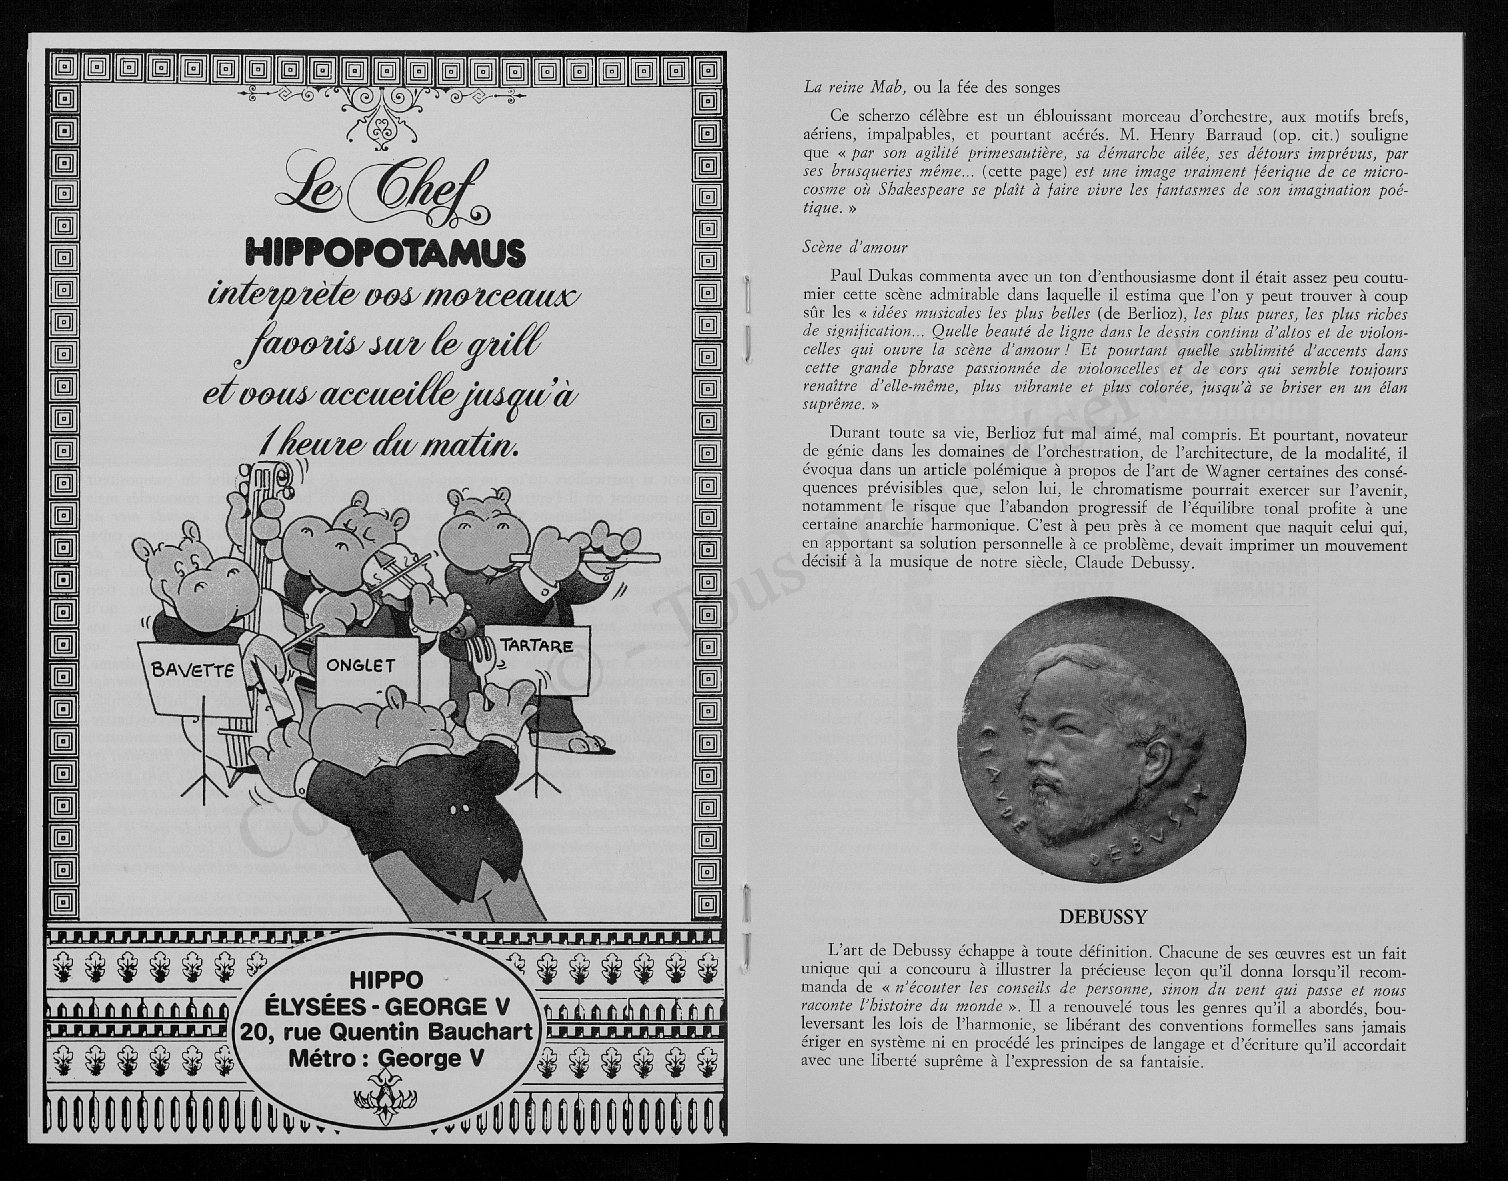 Le Chef
HIPPOPOTAMUS
interprète vos morceaux
favoris sur le grill
et vous accueille jusqu'à
1 heure du matin.
BAVETTE
ONGLET
TARTARE
HIPPO
ÉLYSÉES - GEORGE V
20, rue Quentin Bauchart
Métro : George V
La reine Mab, ou la fée des songes
Ce scherzo célèbre est un éblouissant morceau d'orchestre, aux motifs brefs,
aériens, impalpables, et pourtant acérés. M. Henry Barraud (op. cit.) souligne
que « par son agilité primesautière, sa démarche ailée, ses détours imprévus, par
ses brusqueries même... (cette page) est une image vraiment féerique de ce micro-
cosme où Shakespeare se plaît à faire vivre les fantasmes de son imagination poé-
tique. »
Scène d'amour
Paul Dukas commenta avec un ton d'enthousiasme dont il était assez peu coutu-
mier cette scène admirable dans laquelle il estima que l'on y peut trouver à coup
sûr les « idées musicales les plus belles (de Berlioz), les plus pures, les plus riches
de signification... Quelle beauté de ligne dans le dessin continu d'altos et de violon-
celles qui ouvre la scène d'amour ! Et pourtant quelle sublimité d'accents dans
cette grande phrase passionnée de violoncelles et de cors qui semble toujours
renaître d'elle-même, plus vibrante et plus colorée, jusqu'à se briser en un élan
suprême. »
Durant toute sa vie, Berlioz fut mal aimé, mal compris. Et pourtant, novateur
de génie dans les domaines de l'orchestration, de l'architecture, de la modalité, il
évoqua dans un article polémique à propos de l'art de Wagner certaines des consé-
quences prévisibles que, selon lui, le chromatisme pourrait exercer sur l'avenir,
notamment le risque que l'abandon progressif de l'équilibre tonal profite à une
certaine anarchie harmonique. C'est à peu près à ce moment que naquit celui qui,
en apportant sa solution personnelle à ce problème, devait imprimer un mouvement
décisif à la musique de notre siècle, Claude Debussy.
CLAUDE DEBUSSY
DEBUSSY
L'art de Debussy échappe à toute définition. Chacune de ses œuvres est un fait
unique qui a concouru à illustrer la précieuse leçon qu'il donna lorsqu'il recom-
manda de « n'écouter les conseils de personne, sinon du vent qui passe et nous
raconte l'histoire du monde ». Il a renouvelé tous les genres qu'il a abordés, bou-
leversant les lois de l'harmonie, se libérant des conventions formelles sans jamais
ériger en système ni en procédé les principes de langage et d'écriture qu'il accordait
avec une liberté suprême à l'expression de sa fantaisie.